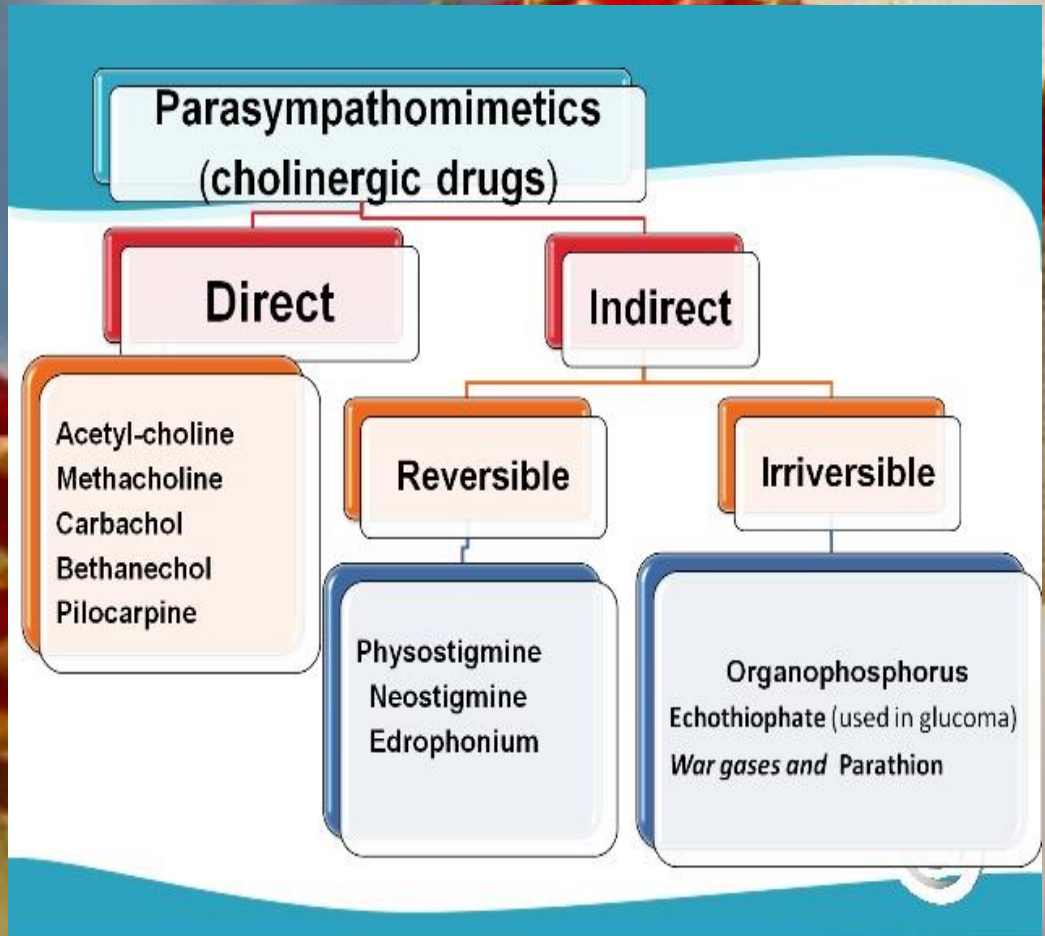 Parasympathomimetics
(cholinergic drugs)
Direct
Indirect
Acetyl-choline
Methacholine
Carbachol
Bethanechol
Pilocarpine
Reversible
Irriversible
Physostigmine
Neostigmine
Edrophonium
Organophosphorus
Echothiophate (used in glucoma)
War gases and Parathion